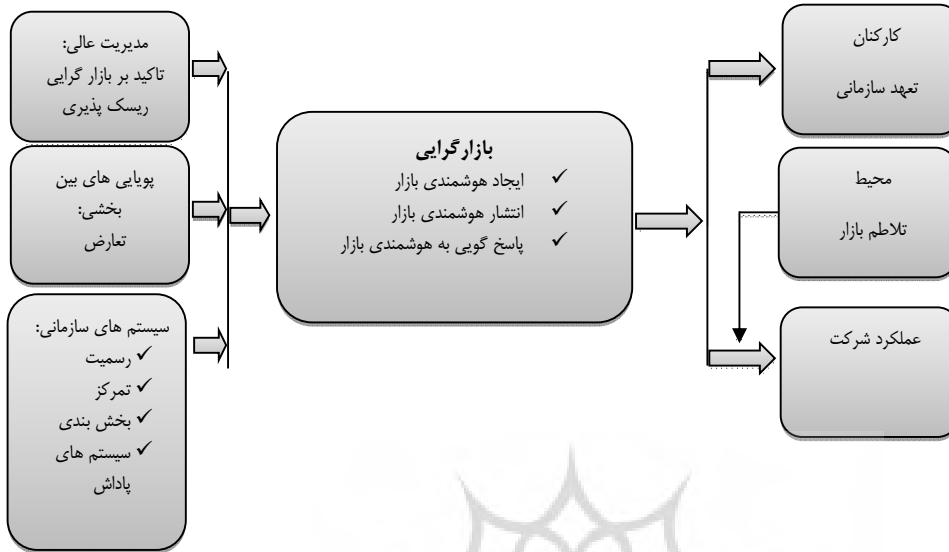 مدیریت عالی:
تاکید بر بازار گرایی
ریسک پذیری
پویایی های بین
بخشی:
تعارض
سیستم های سازمانی:
✓ رسمیت
✓ تمرکز
✓ بخش بندی
✓ سیستم های
پاداش
بازارگرایی
✓ ایجاد هوشمندی بازار
✓ انتشار هوشمندی بازار
✓ پاسخ گویی به هوشمندی بازار
کارکنان
تعهد سازمانی
محیط
تلاطم بازار
عملکرد شرکت